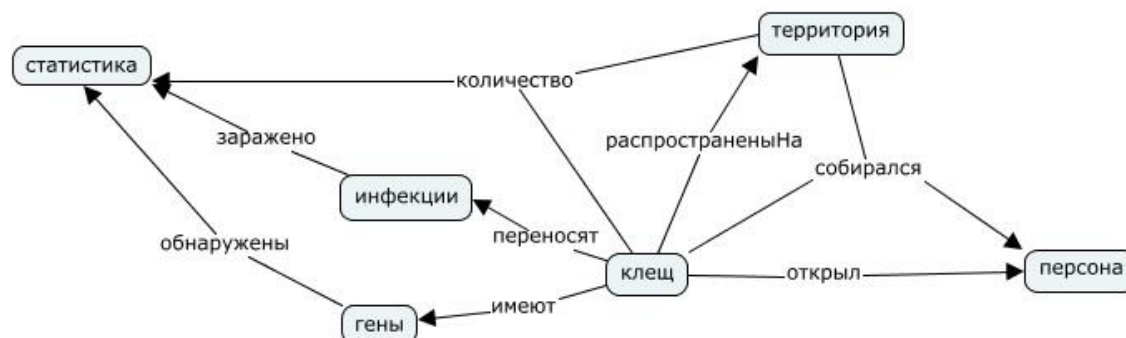 территория
статистика
количество
заражено
распространеныНа
собирался
инфекции
обнаружены
переносят
клещ
открыл
персона
имеют
гены